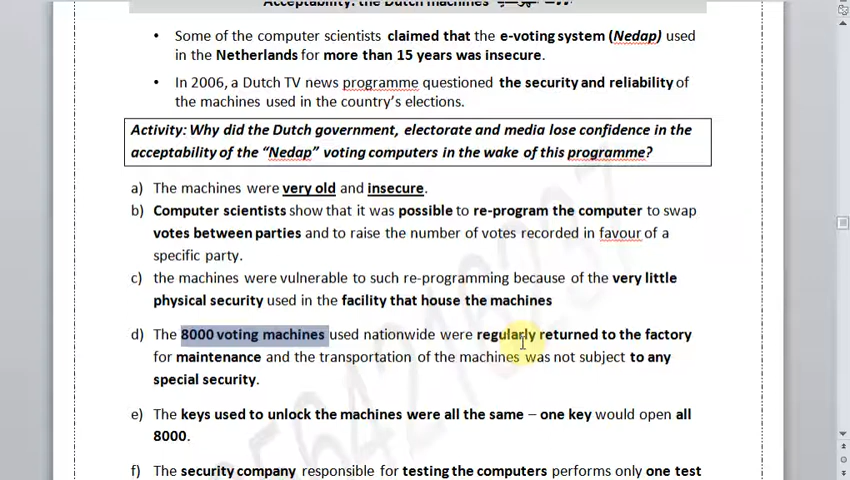 Acceptability: the Dutch machines
• Some of the computer scientists claimed that the e-voting system (Nedap) used
in the Netherlands for more than 15 years was insecure.
• In 2006, a Dutch TV news programme questioned the security and reliability of
the machines used in the country's elections.
Activity: Why did the Dutch government, electorate and media lose confidence in the
acceptability of the "Nedap" voting computers in the wake of this programme?
a) The machines were very old and insecure.
b) Computer scientists show that it was possible to re-program the computer to swap
votes between parties and to raise the number of votes recorded in favour of a
specific party.
c) the machines were vulnerable to such re-programming because of the very little
physical security used in the facility that house the machines
d) The 8000 voting machines used nationwide were regularly returned to the factory
for maintenance and the transportation of the machines was not subject to any
special security.
e) The keys used to unlock the machines were all the same – one key would open all
8000.
f) The security company responsible for testing the computers performs only one test